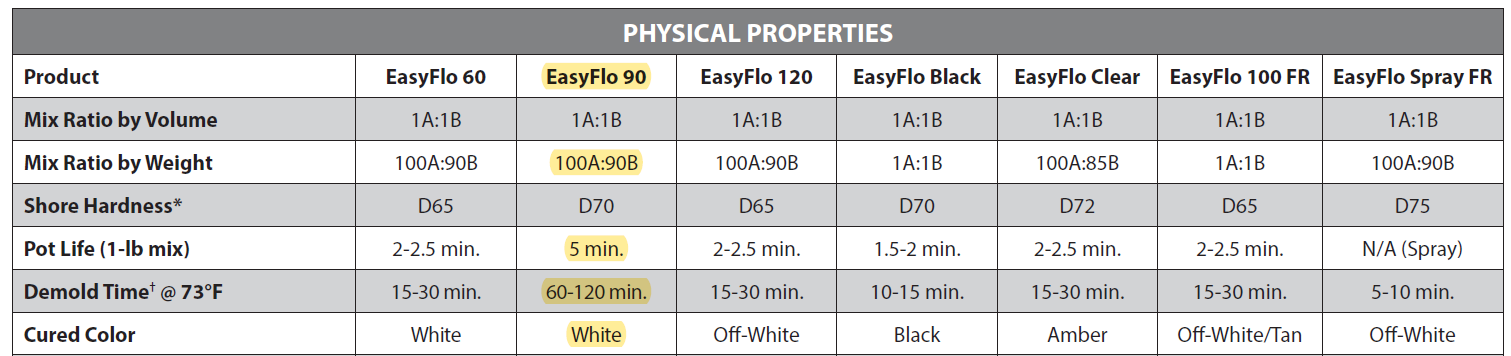 PHYSICAL PROPERTIES
Product EasyFlo 60 EasyFlo 90 EasyFlo 120 EasyFlo Black EasyFlo Clear EasyFlo 100 FR EasyFlo Spray FR
Mix Ratio by Volume 1A:1B 1A:1B 1A:1B 1A:1B 1A:1B 1A:1B 1A:1B
Mix Ratio by Weight 100A:90B 100A:90B 100A:90B 1A:1B 100A:85B 1A:1B 100A:90B
Shore Hardness* D65 D70 D65 D70 D72 D65 D75
Pot Life (1-lb mix) 2-2.5 min. 5 min. 2-2.5 min. 1.5-2 min. 2-2.5 min. 2-2.5 min. N/A (Spray)
Demold Time† @ 73°F 15-30 min. 60-120 min. 15-30 min. 10-15 min. 15-30 min. 15-30 min. 5-10 min.
Cured Color White White Off-White Black Amber Off-White/Tan Off-White